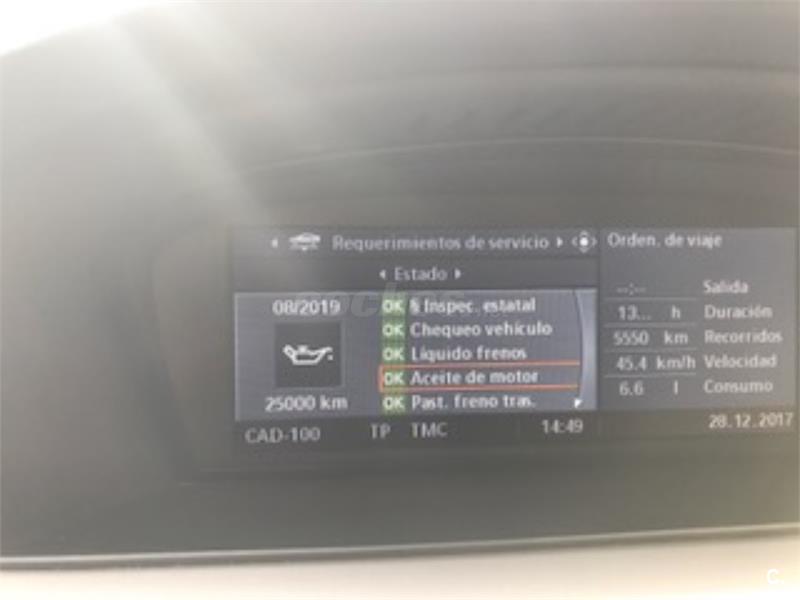 Requerimientos de servicio
Estado
08/2019
25000 km
OK § Inspec. estatal
OK Chequeo vehículo
OK Líquido frenos
OK Aceite de motor
OK Past. freno tras.
CAD-100 TP TMC 14:49
Orden. de viaje
--:-- Salida
13... h Duración
5550 km Recorridos
45.4 km/h Velocidad
6.6 l Consumo
28.12.2017
C.